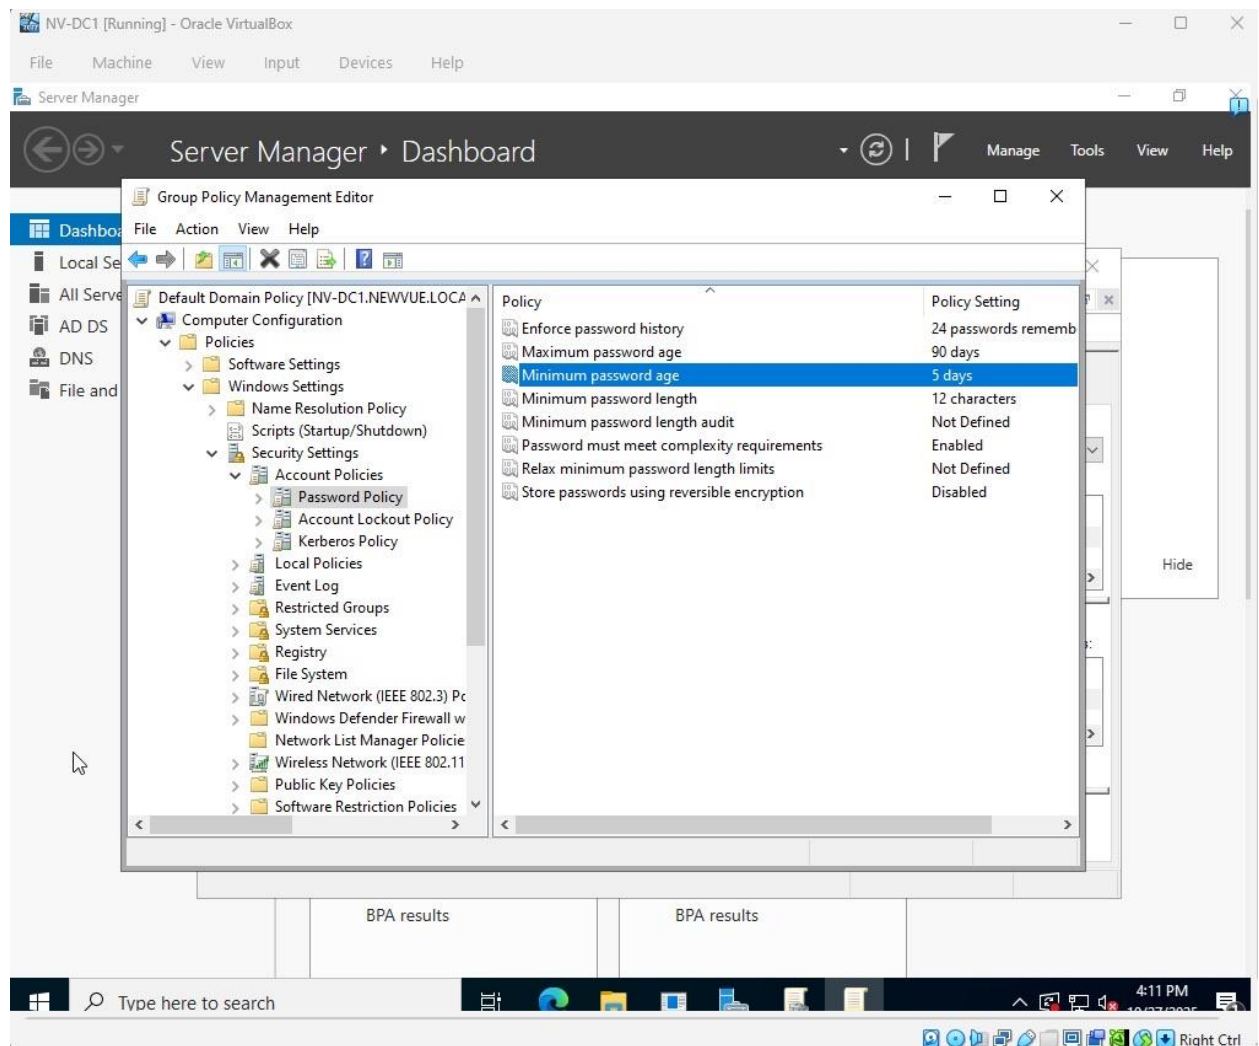 NV-DC1 [Running] - Oracle VirtualBox
File Machine View Input Devices Help
Server Manager
Server Manager Dashboard
Manage Tools View Help
Group Policy Management Editor
File Action View Help
Dashboa
Local Se
All Serve
AD DS
DNS
File and
Default Domain Policy [NV-DC1.NEWVUE.LOCA
Computer Configuration
Policies
Software Settings
Windows Settings
Name Resolution Policy
Scripts (Startup/Shutdown)
Security Settings
Account Policies
Password Policy
Account Lockout Policy
Kerberos Policy
Local Policies
Event Log
Restricted Groups
System Services
Registry
File System
Wired Network (IEEE 802.3) Po
Windows Defender Firewall w
Network List Manager Policie
Wireless Network (IEEE 802.11
Public Key Policies
Software Restriction Policies
Policy Policy Setting
Enforce password history 24 passwords rememb
Maximum password age 90 days
Minimum password age 5 days
Minimum password length 12 characters
Minimum password length audit Not Defined
Password must meet complexity requirements Enabled
Relax minimum password length limits Not Defined
Store passwords using reversible encryption Disabled
Hide
BPA results BPA results
Type here to search
4:11 PM
Right Ctrl